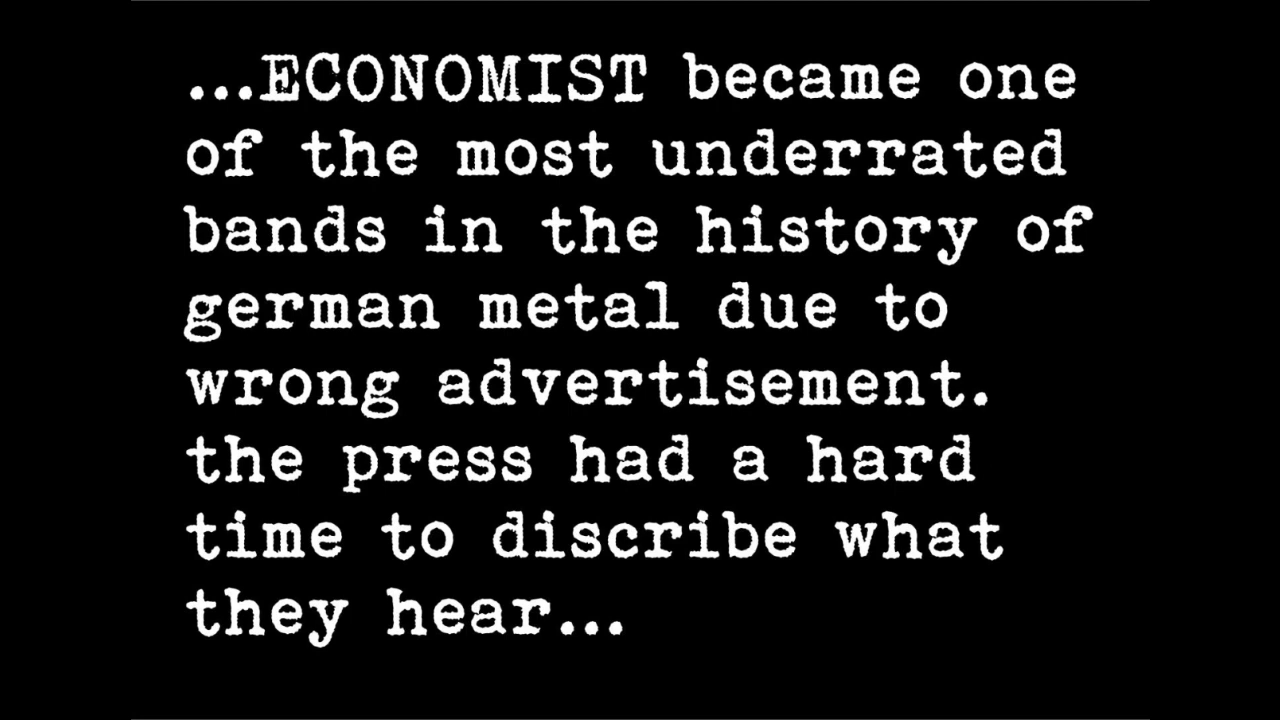 ...ECONOMIST became one
of the most underrated
bands in the history of
german metal due to
wrong advertisement.
the press had a hard
time to discribe what
they hear...